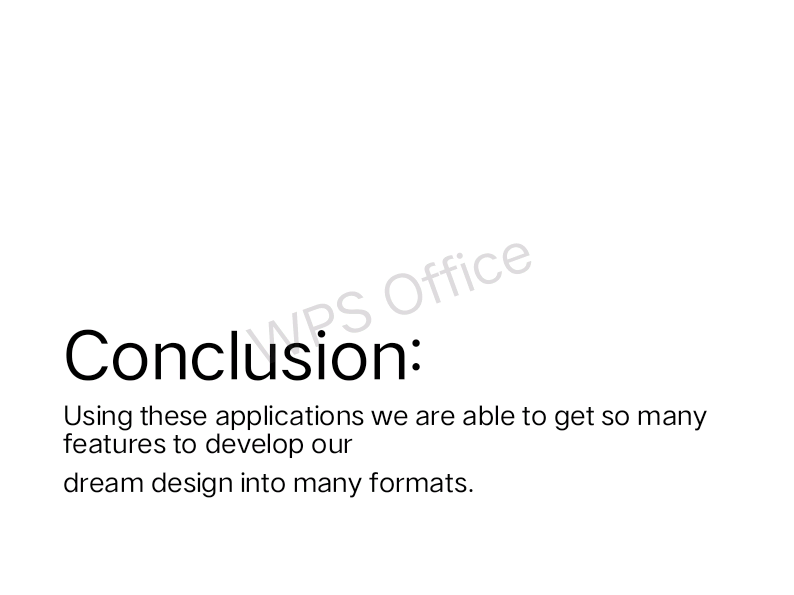 WPS Office
Conclusion:
Using these applications we are able to get so many
features to develop our
dream design into many formats.